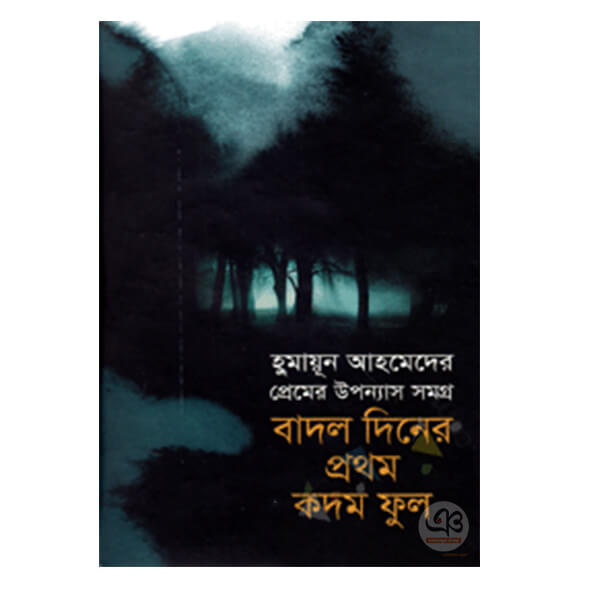 হুমায়ূন আহমেদের
প্রেমের উপন্যাস সমগ্র
বাদল দিনের
প্রথম
কদম ফুল